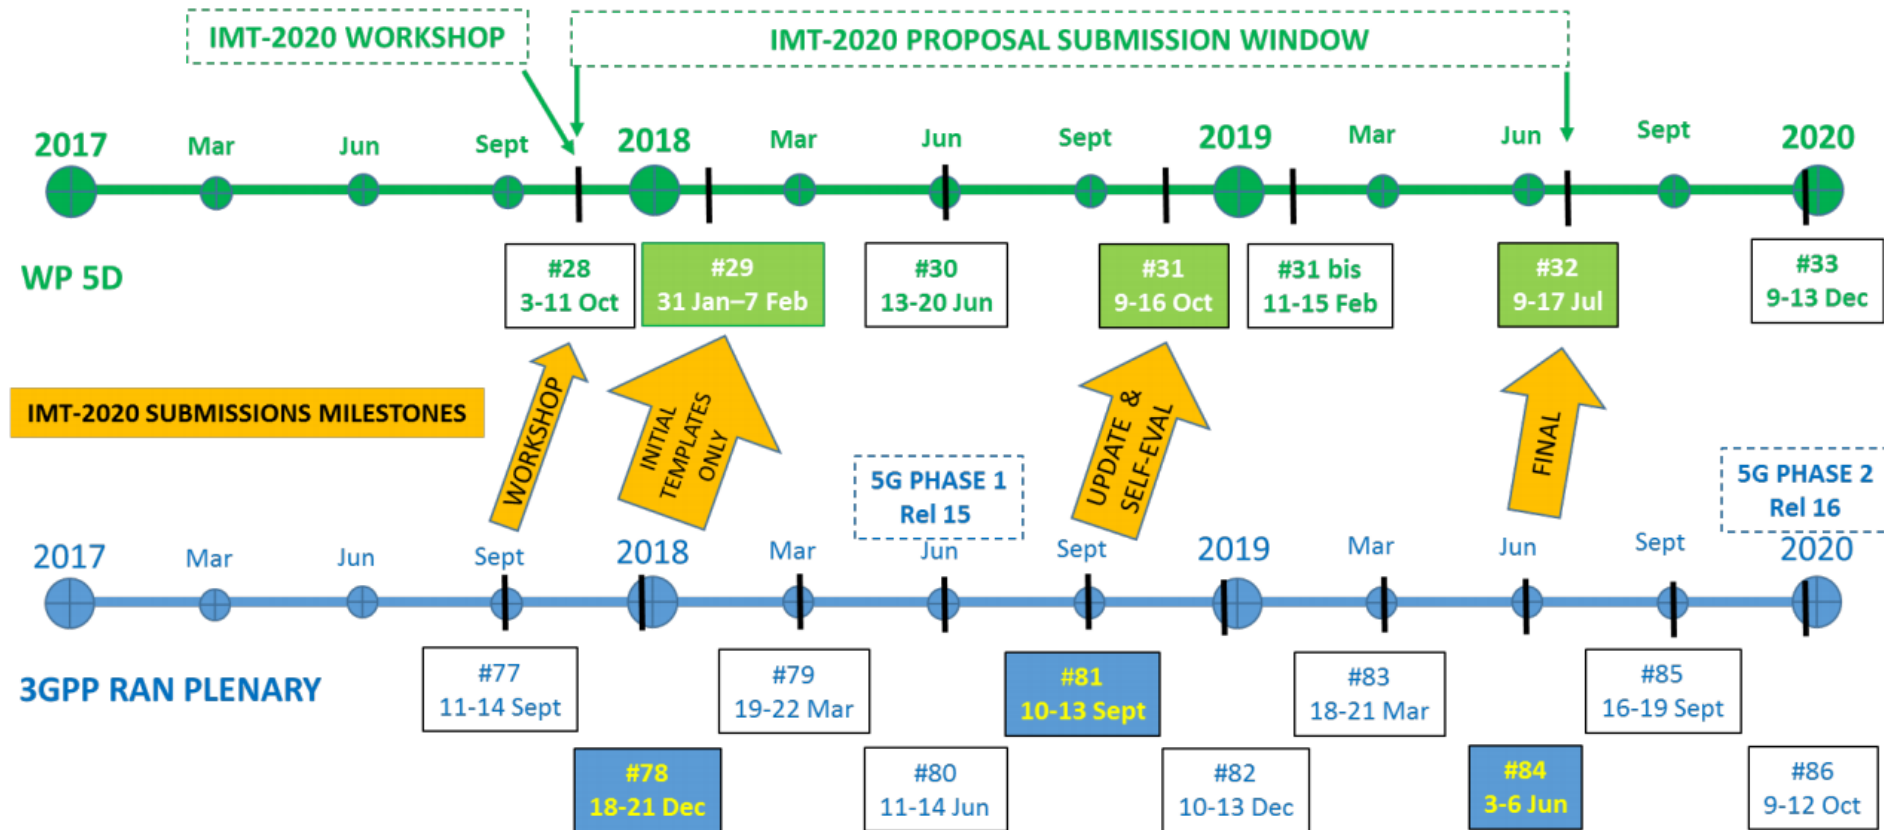 IMT-2020 WORKSHOP
IMT-2020 PROPOSAL SUBMISSION WINDOW
2017
Mar
Jun
Sept
2018
Mar
Jun
Sept
2019
Mar
Jun
Sept
2020
WP 5D
#28
3-11 Oct
#29
31 Jan–7 Feb
#30
13-20 Jun
#31
9-16 Oct
#31 bis
11-15 Feb
#32
9-17 Jul
#33
9-13 Dec
IMT-2020 SUBMISSIONS MILESTONES
WORKSHOP
INITIAL
TEMPLATES
ONLY
UPDATE &
SELF-EVAL
FINAL
5G PHASE 1
Rel 15
5G PHASE 2
Rel 16
2017
Mar
Jun
Sept
2018
Mar
Jun
Sept
2019
Mar
Jun
Sept
2020
3GPP RAN PLENARY
#77
11-14 Sept
#78
18-21 Dec
#79
19-22 Mar
#80
11-14 Jun
#81
10-13 Sept
#82
10-13 Dec
#83
18-21 Mar
#84
3-6 Jun
#85
16-19 Sept
#86
9-12 Oct